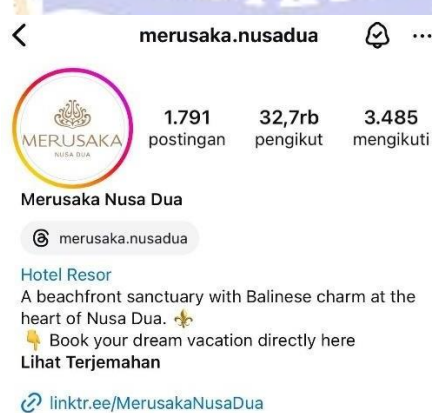 merusaka.nusadua
MERUSAKA
NUSA DUA
1.791 32,7rb 3.485
postingan pengikut mengikuti
Merusaka Nusa Dua
merusaka.nusadua
Hotel Resor
A beachfront sanctuary with Balinese charm at the
heart of Nusa Dua. ⚜️
👇 Book your dream vacation directly here
Lihat Terjemahan
linktr.ee/MerusakaNusaDua